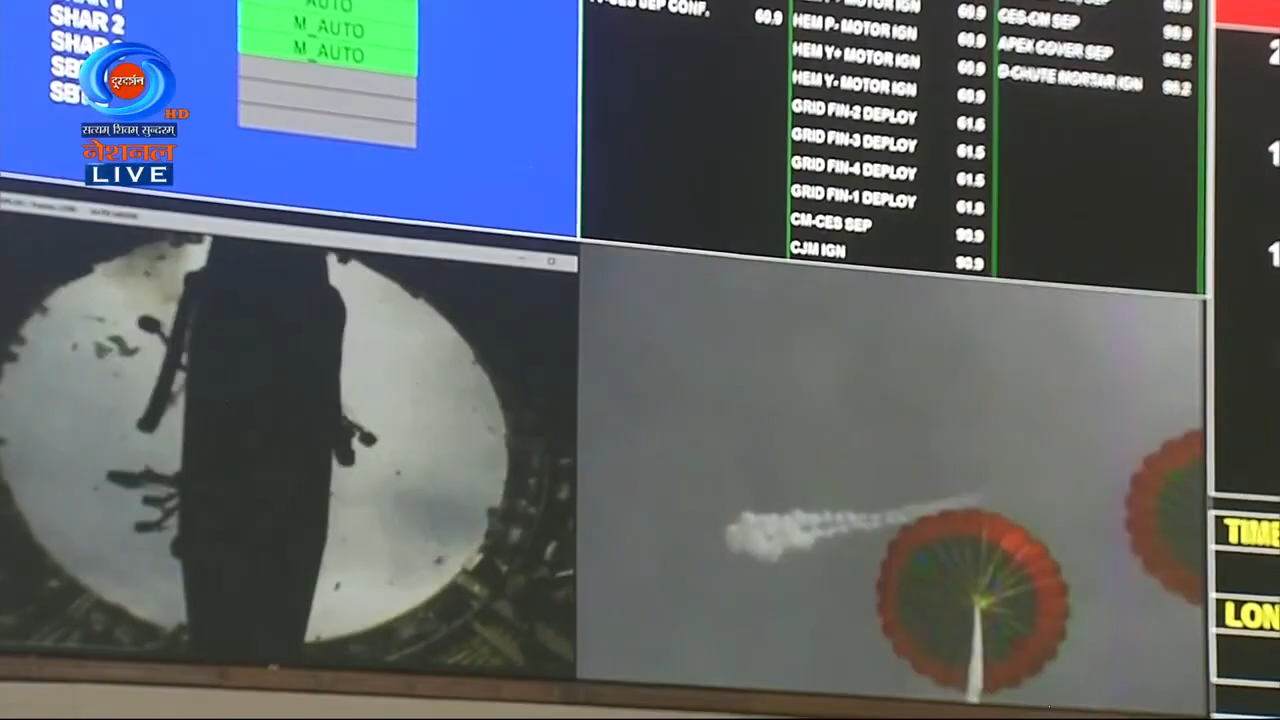 SHAR 2
M_AUTO
M_AUTO
दूरदर्शन
HD
सत्यम् शिवम् सुन्दरम्
नेशनल
LIVE
SEP CONF. 60.9
MOTOR IGN 60.9
HEM P- MOTOR IGN 60.9
HEM Y+ MOTOR IGN 60.9
HEM Y- MOTOR IGN 60.9
GRID FIN-2 DEPLOY 61.5
GRID FIN-3 DEPLOY 61.5
GRID FIN-4 DEPLOY 61.5
GRID FIN-1 DEPLOY 61.5
CM-CES SEP 90.9
CJM IGN 90.9
CES-CM SEP 90.9
APEX COVER SEP 96.2
D-CHUTE MORTAR IGN 96.2
TIME
LON